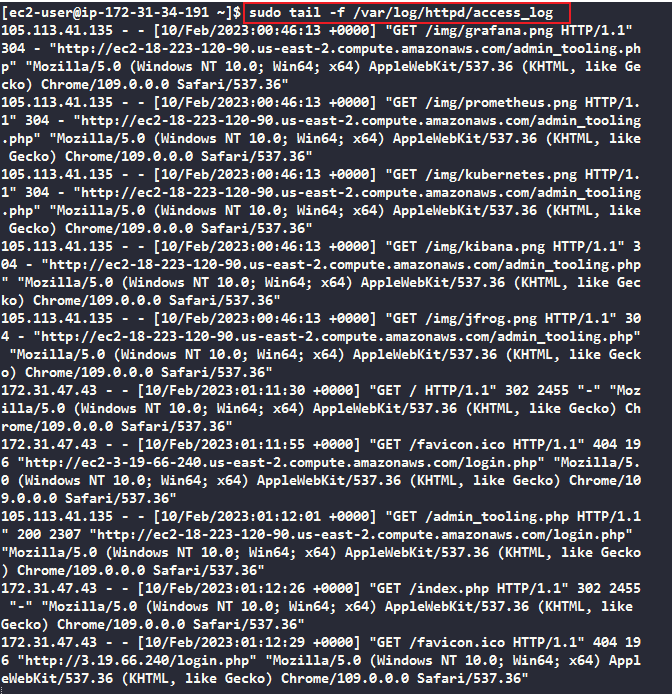 [ec2-user@ip-172-31-34-191 ~]$ sudo tail -f /var/log/httpd/access_log
105.113.41.135 - - [10/Feb/2023:00:46:13 +0000] "GET /img/grafana.png HTTP/1.1"
304 - "http://ec2-18-223-120-90.us-east-2.compute.amazonaws.com/admin_tooling.ph
p" "Mozilla/5.0 (Windows NT 10.0; Win64; x64) AppleWebKit/537.36 (KHTML, like Ge
cko) Chrome/109.0.0.0 Safari/537.36"
105.113.41.135 - - [10/Feb/2023:00:46:13 +0000] "GET /img/prometheus.png HTTP/1.
1" 304 - "http://ec2-18-223-120-90.us-east-2.compute.amazonaws.com/admin_tooling
.php" "Mozilla/5.0 (Windows NT 10.0; Win64; x64) AppleWebKit/537.36 (KHTML, like
 Gecko) Chrome/109.0.0.0 Safari/537.36"
105.113.41.135 - - [10/Feb/2023:00:46:13 +0000] "GET /img/kubernetes.png HTTP/1.
1" 304 - "http://ec2-18-223-120-90.us-east-2.compute.amazonaws.com/admin_tooling
.php" "Mozilla/5.0 (Windows NT 10.0; Win64; x64) AppleWebKit/537.36 (KHTML, like
 Gecko) Chrome/109.0.0.0 Safari/537.36"
105.113.41.135 - - [10/Feb/2023:00:46:13 +0000] "GET /img/kibana.png HTTP/1.1" 3
04 - "http://ec2-18-223-120-90.us-east-2.compute.amazonaws.com/admin_tooling.php
" "Mozilla/5.0 (Windows NT 10.0; Win64; x64) AppleWebKit/537.36 (KHTML, like Gec
ko) Chrome/109.0.0.0 Safari/537.36"
105.113.41.135 - - [10/Feb/2023:00:46:13 +0000] "GET /img/jfrog.png HTTP/1.1" 30
4 - "http://ec2-18-223-120-90.us-east-2.compute.amazonaws.com/admin_tooling.php"
 "Mozilla/5.0 (Windows NT 10.0; Win64; x64) AppleWebKit/537.36 (KHTML, like Geck
o) Chrome/109.0.0.0 Safari/537.36"
172.31.47.43 - - [10/Feb/2023:01:11:30 +0000] "GET / HTTP/1.1" 302 2455 "-" "Moz
illa/5.0 (Windows NT 10.0; Win64; x64) AppleWebKit/537.36 (KHTML, like Gecko) Ch
rome/109.0.0.0 Safari/537.36"
172.31.47.43 - - [10/Feb/2023:01:11:55 +0000] "GET /favicon.ico HTTP/1.1" 404 19
6 "http://ec2-3-19-66-240.us-east-2.compute.amazonaws.com/login.php" "Mozilla/5.
0 (Windows NT 10.0; Win64; x64) AppleWebKit/537.36 (KHTML, like Gecko) Chrome/10
9.0.0.0 Safari/537.36"
105.113.41.135 - - [10/Feb/2023:01:12:01 +0000] "GET /admin_tooling.php HTTP/1.1
" 200 2307 "http://ec2-18-223-120-90.us-east-2.compute.amazonaws.com/login.php"
"Mozilla/5.0 (Windows NT 10.0; Win64; x64) AppleWebKit/537.36 (KHTML, like Gecko
) Chrome/109.0.0.0 Safari/537.36"
172.31.47.43 - - [10/Feb/2023:01:12:26 +0000] "GET /index.php HTTP/1.1" 302 2455
 "-" "Mozilla/5.0 (Windows NT 10.0; Win64; x64) AppleWebKit/537.36 (KHTML, like
Gecko) Chrome/109.0.0.0 Safari/537.36"
172.31.47.43 - - [10/Feb/2023:01:12:29 +0000] "GET /favicon.ico HTTP/1.1" 404 19
6 "http://3.19.66.240/login.php" "Mozilla/5.0 (Windows NT 10.0; Win64; x64) Appl
eWebKit/537.36 (KHTML, like Gecko) Chrome/109.0.0.0 Safari/537.36"